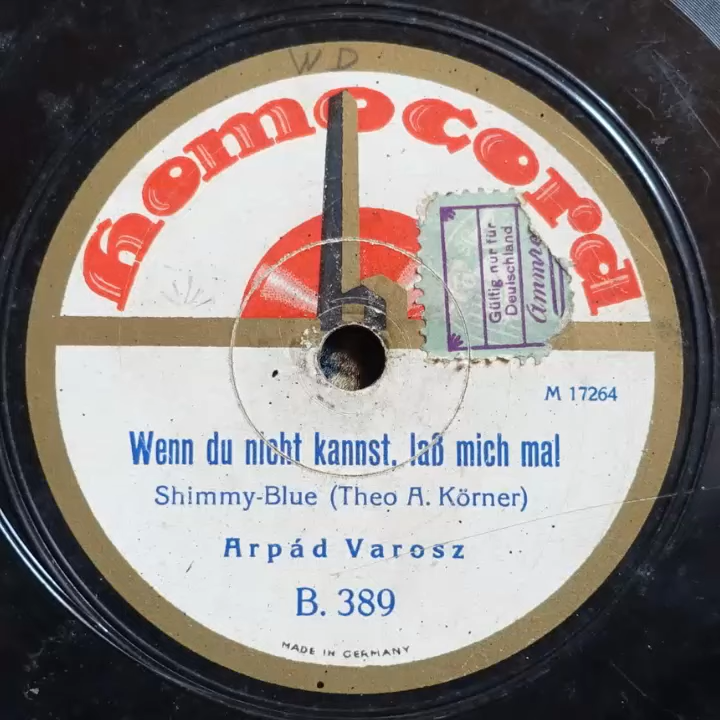 WD
homocord
Gültig nur für
Deutschland
Ammre
M 17264
Wenn du nicht kannst, laß mich mal
Shimmy-Blue (Theo A. Körner)
Arpád Varosz
B. 389
MADE IN GERMANY